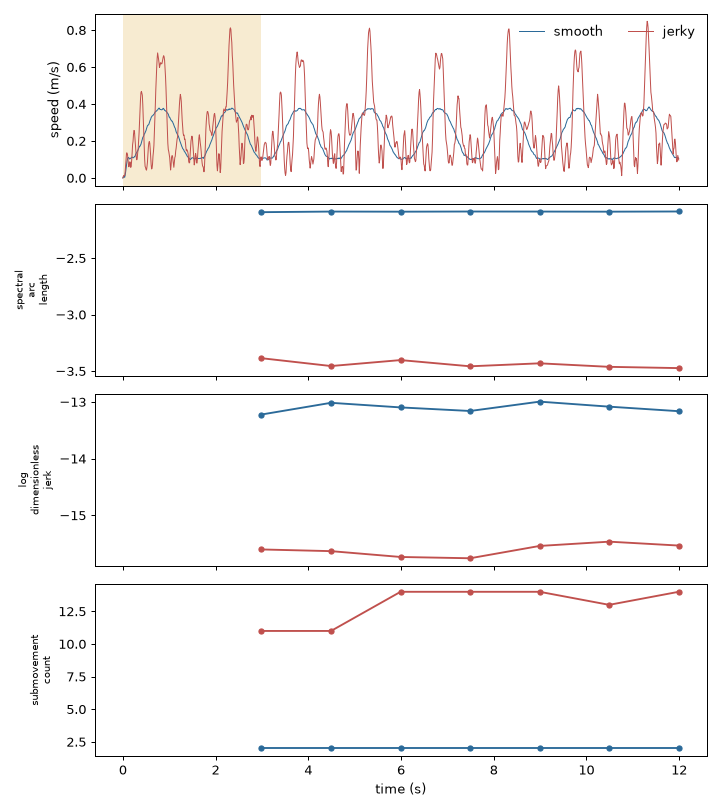 smooth
jerky
speed (m/s)
0.8
0.6
0.4
0.2
0.0
spectral
arc
length
−2.5
−3.0
−3.5
log
dimensionless
jerk
−13
−14
−15
submovement
count
12.5
10.0
7.5
5.0
2.5
0 2 4 6 8 10 12
time (s)